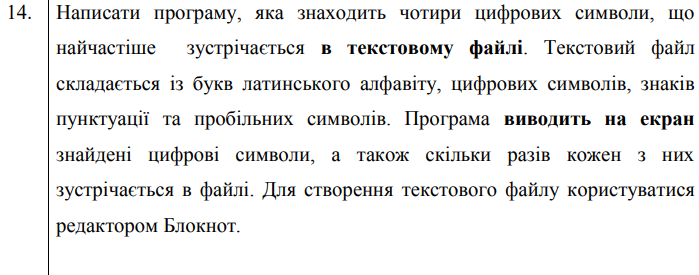 14. Написати програму, яка знаходить чотири цифрових символи, що
найчастіше зустрічається в текстовому файлі. Текстовий файл
складається із букв латинського алфавіту, цифрових символів, знаків
пунктуації та пробільних символів. Програма виводить на екран
знайдені цифрові символи, а також скільки разів кожен з них
зустрічається в файлі. Для створення текстового файлу користуватися
редактором Блокнот.